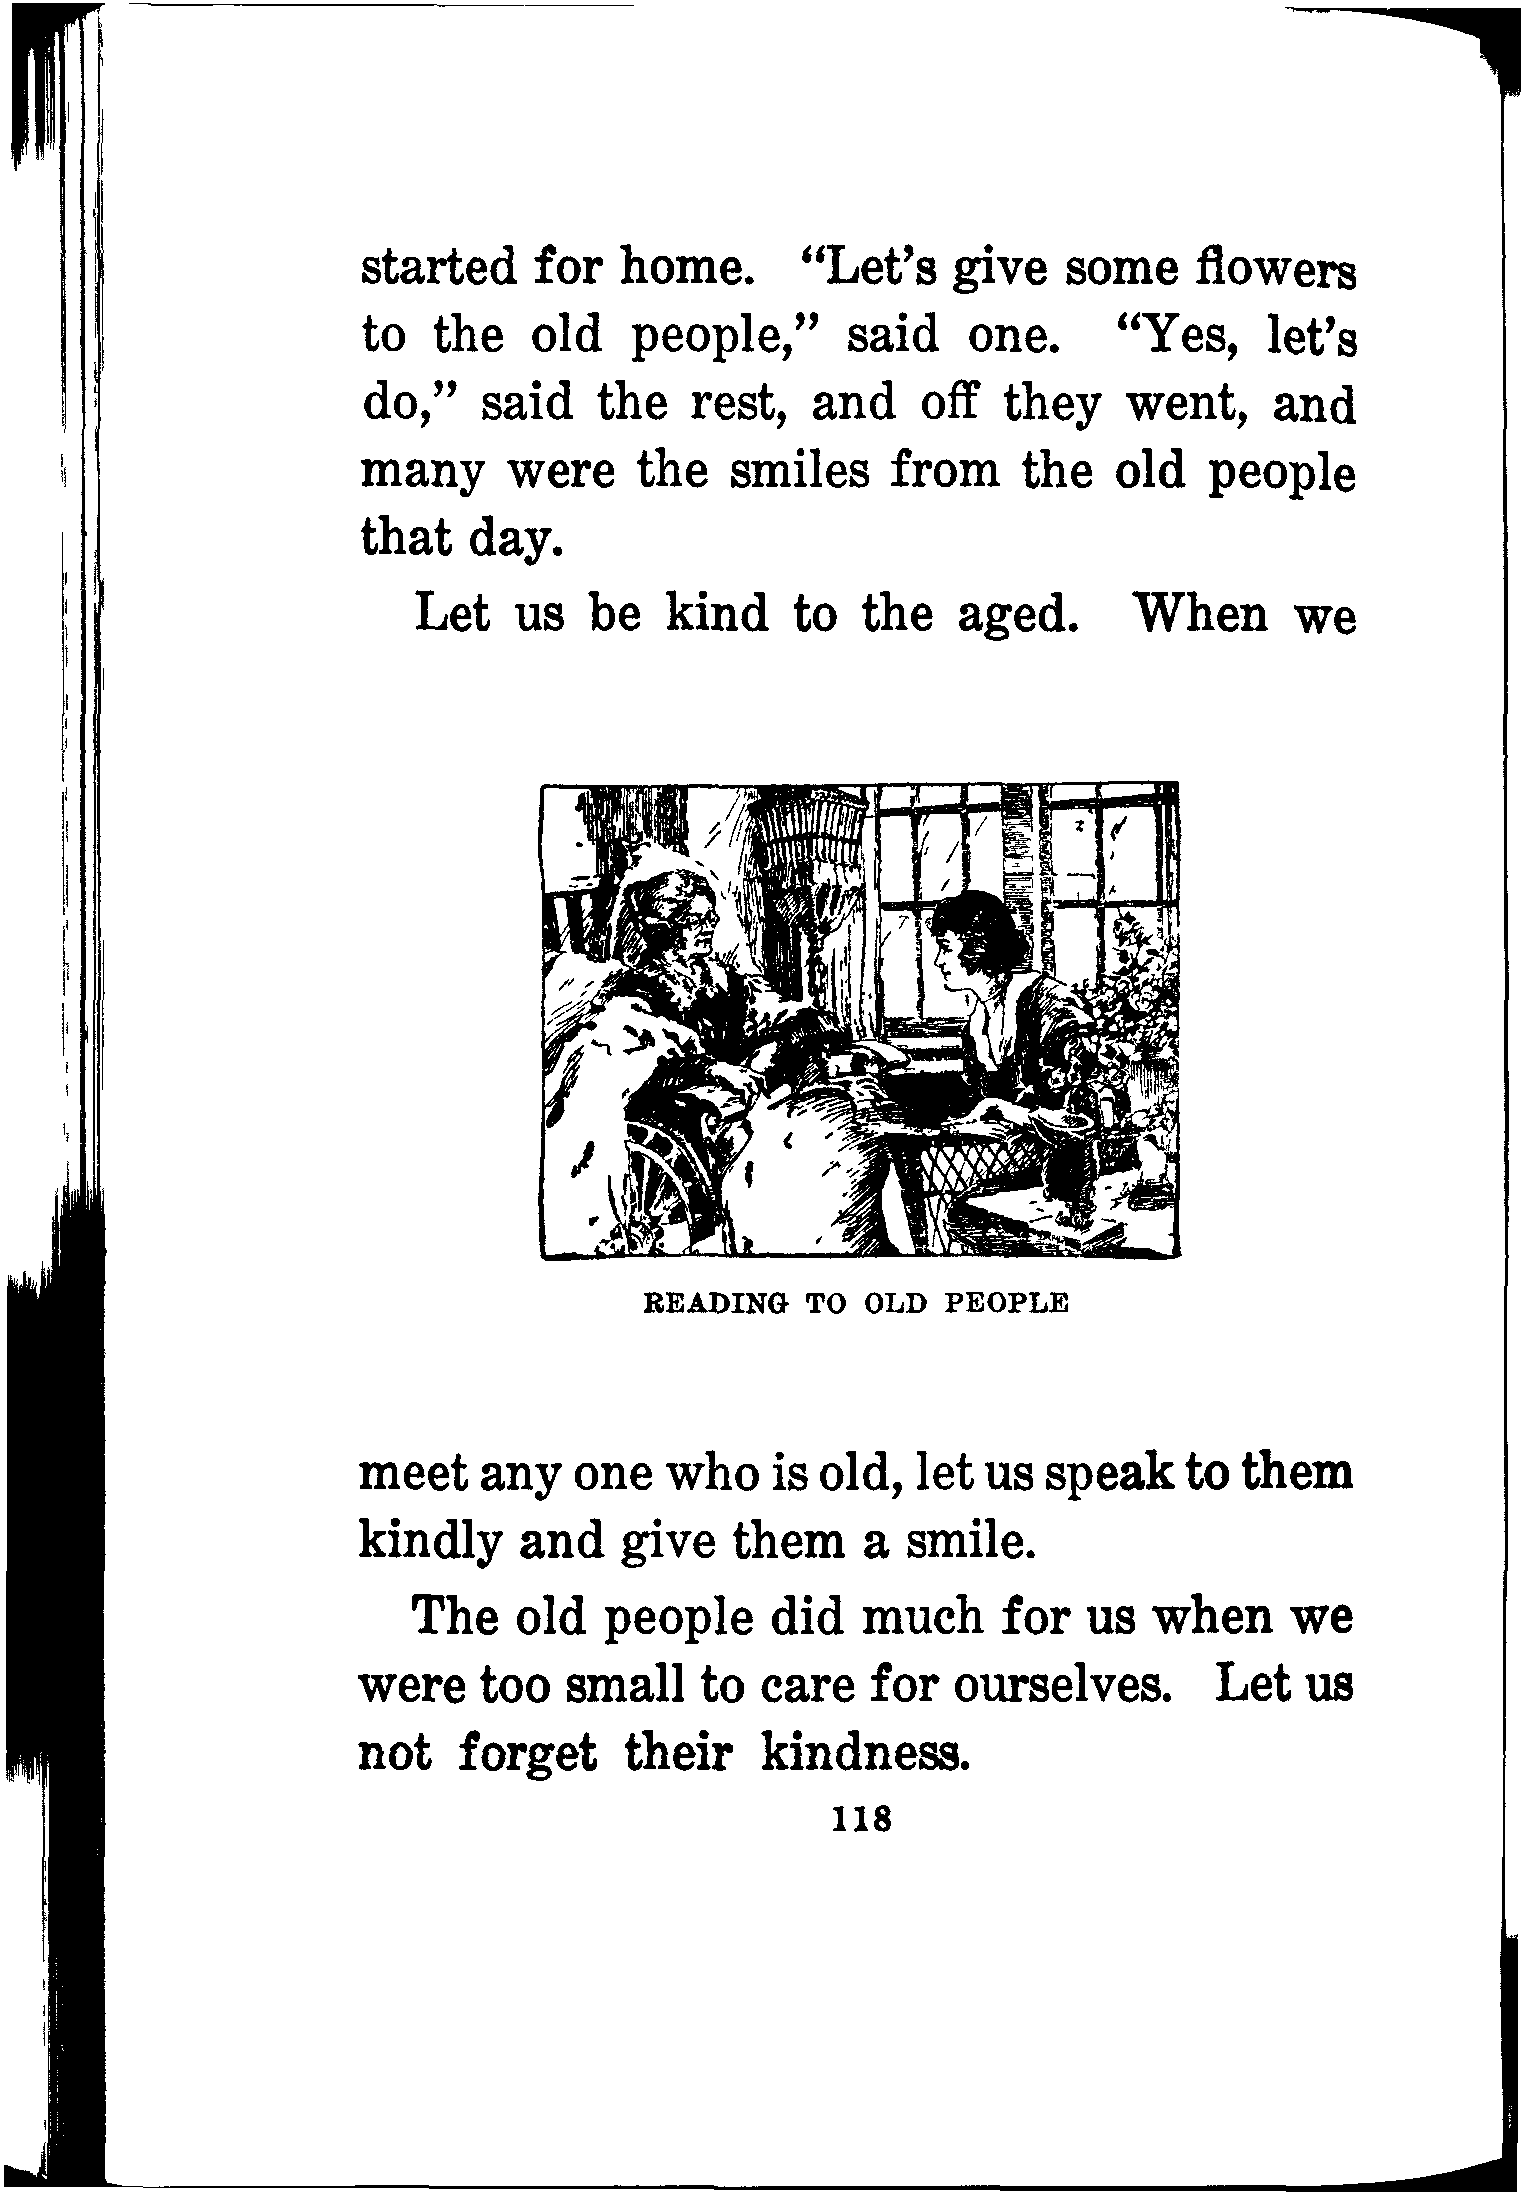 started for home. “Let’s give some flowers
to the old people,” said one. “Yes, let’s
do,” said the rest, and off they went, and
many were the smiles from the old people
that day.
Let us be kind to the aged. When we
READING TO OLD PEOPLE
meet any one who is old, let us speak to them
kindly and give them a smile.
The old people did much for us when we
were too small to care for ourselves. Let us
not forget their kindness.
118